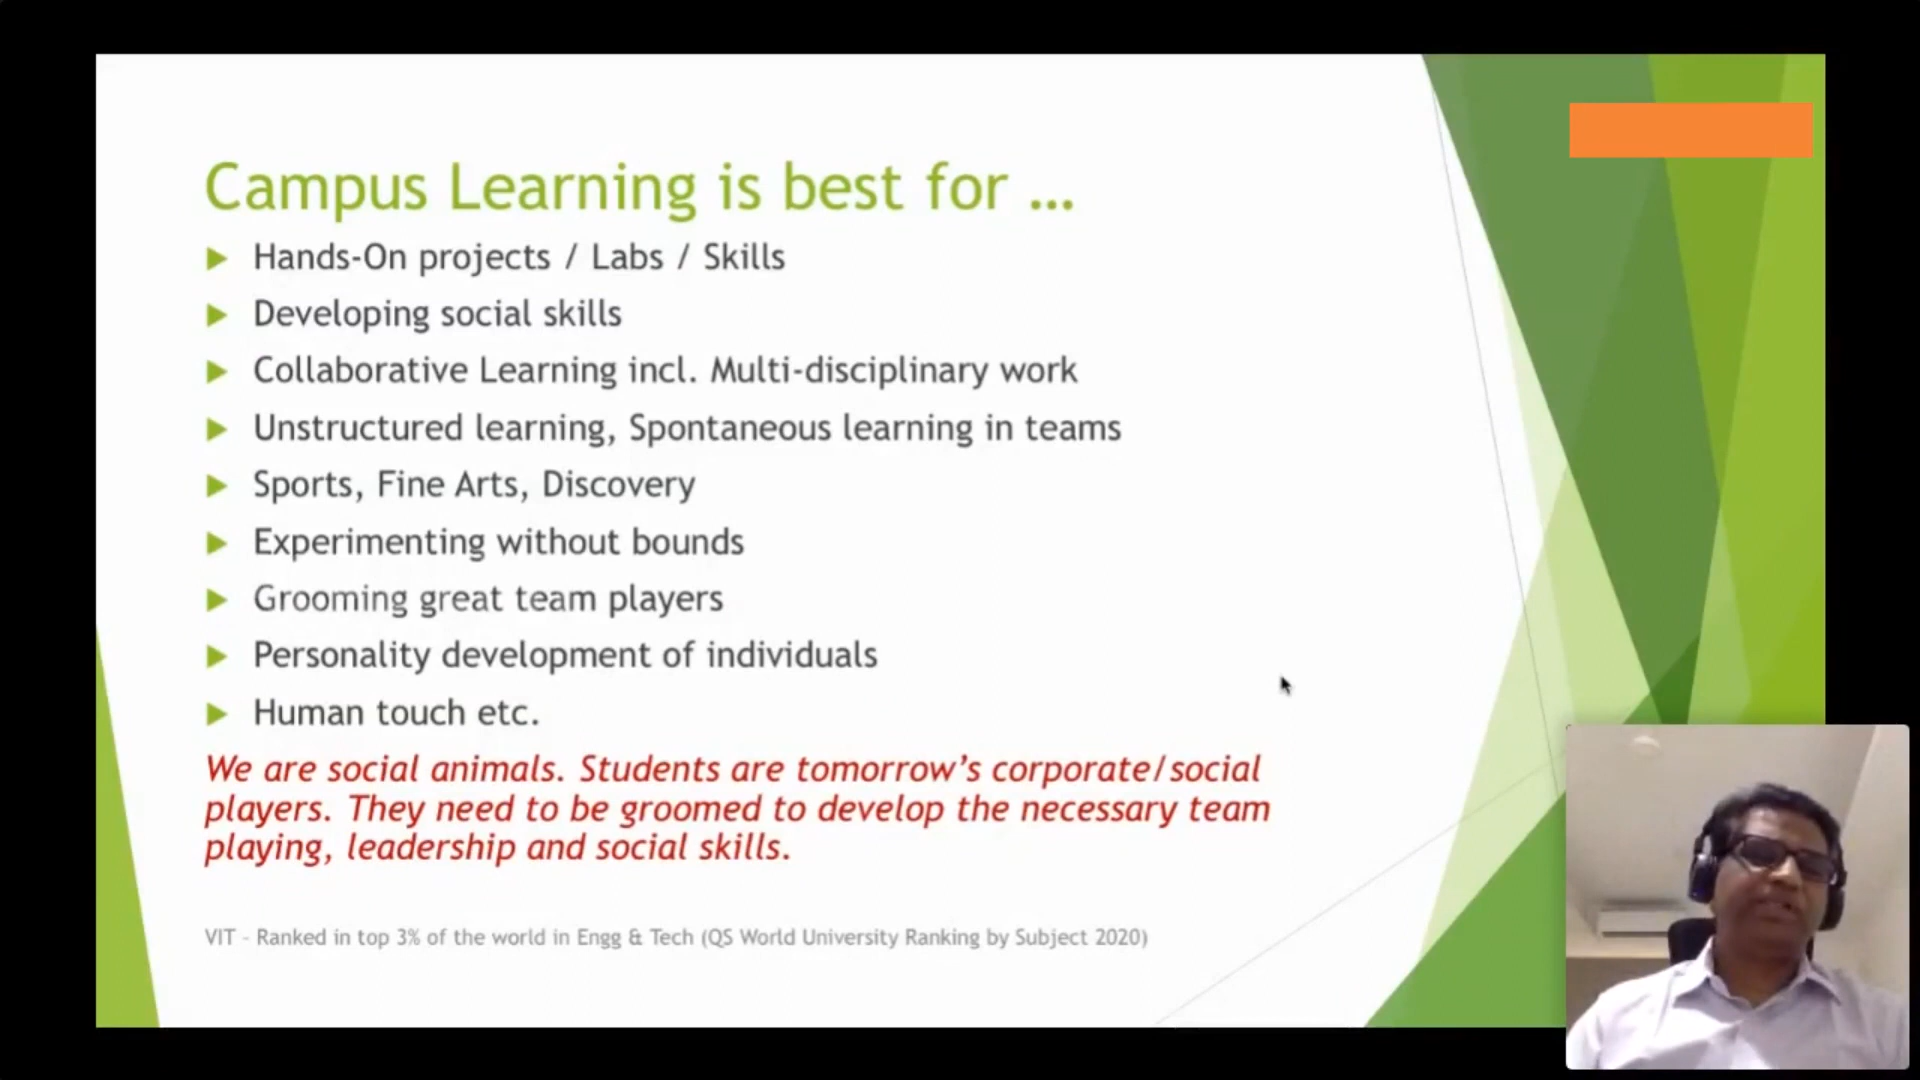 Campus Learning is best for ...
Hands-On projects / Labs / Skills
Developing social skills
Collaborative Learning incl. Multi-disciplinary work
Unstructured learning, Spontaneous learning in teams
Sports, Fine Arts, Discovery
Experimenting without bounds
Grooming great team players
Personality development of individuals
Human touch etc.
We are social animals. Students are tomorrow's corporate/social
players. They need to be groomed to develop the necessary team
playing, leadership and social skills.
VIT - Ranked in top 3% of the world in Engg & Tech (QS World University Ranking by Subject 2020)